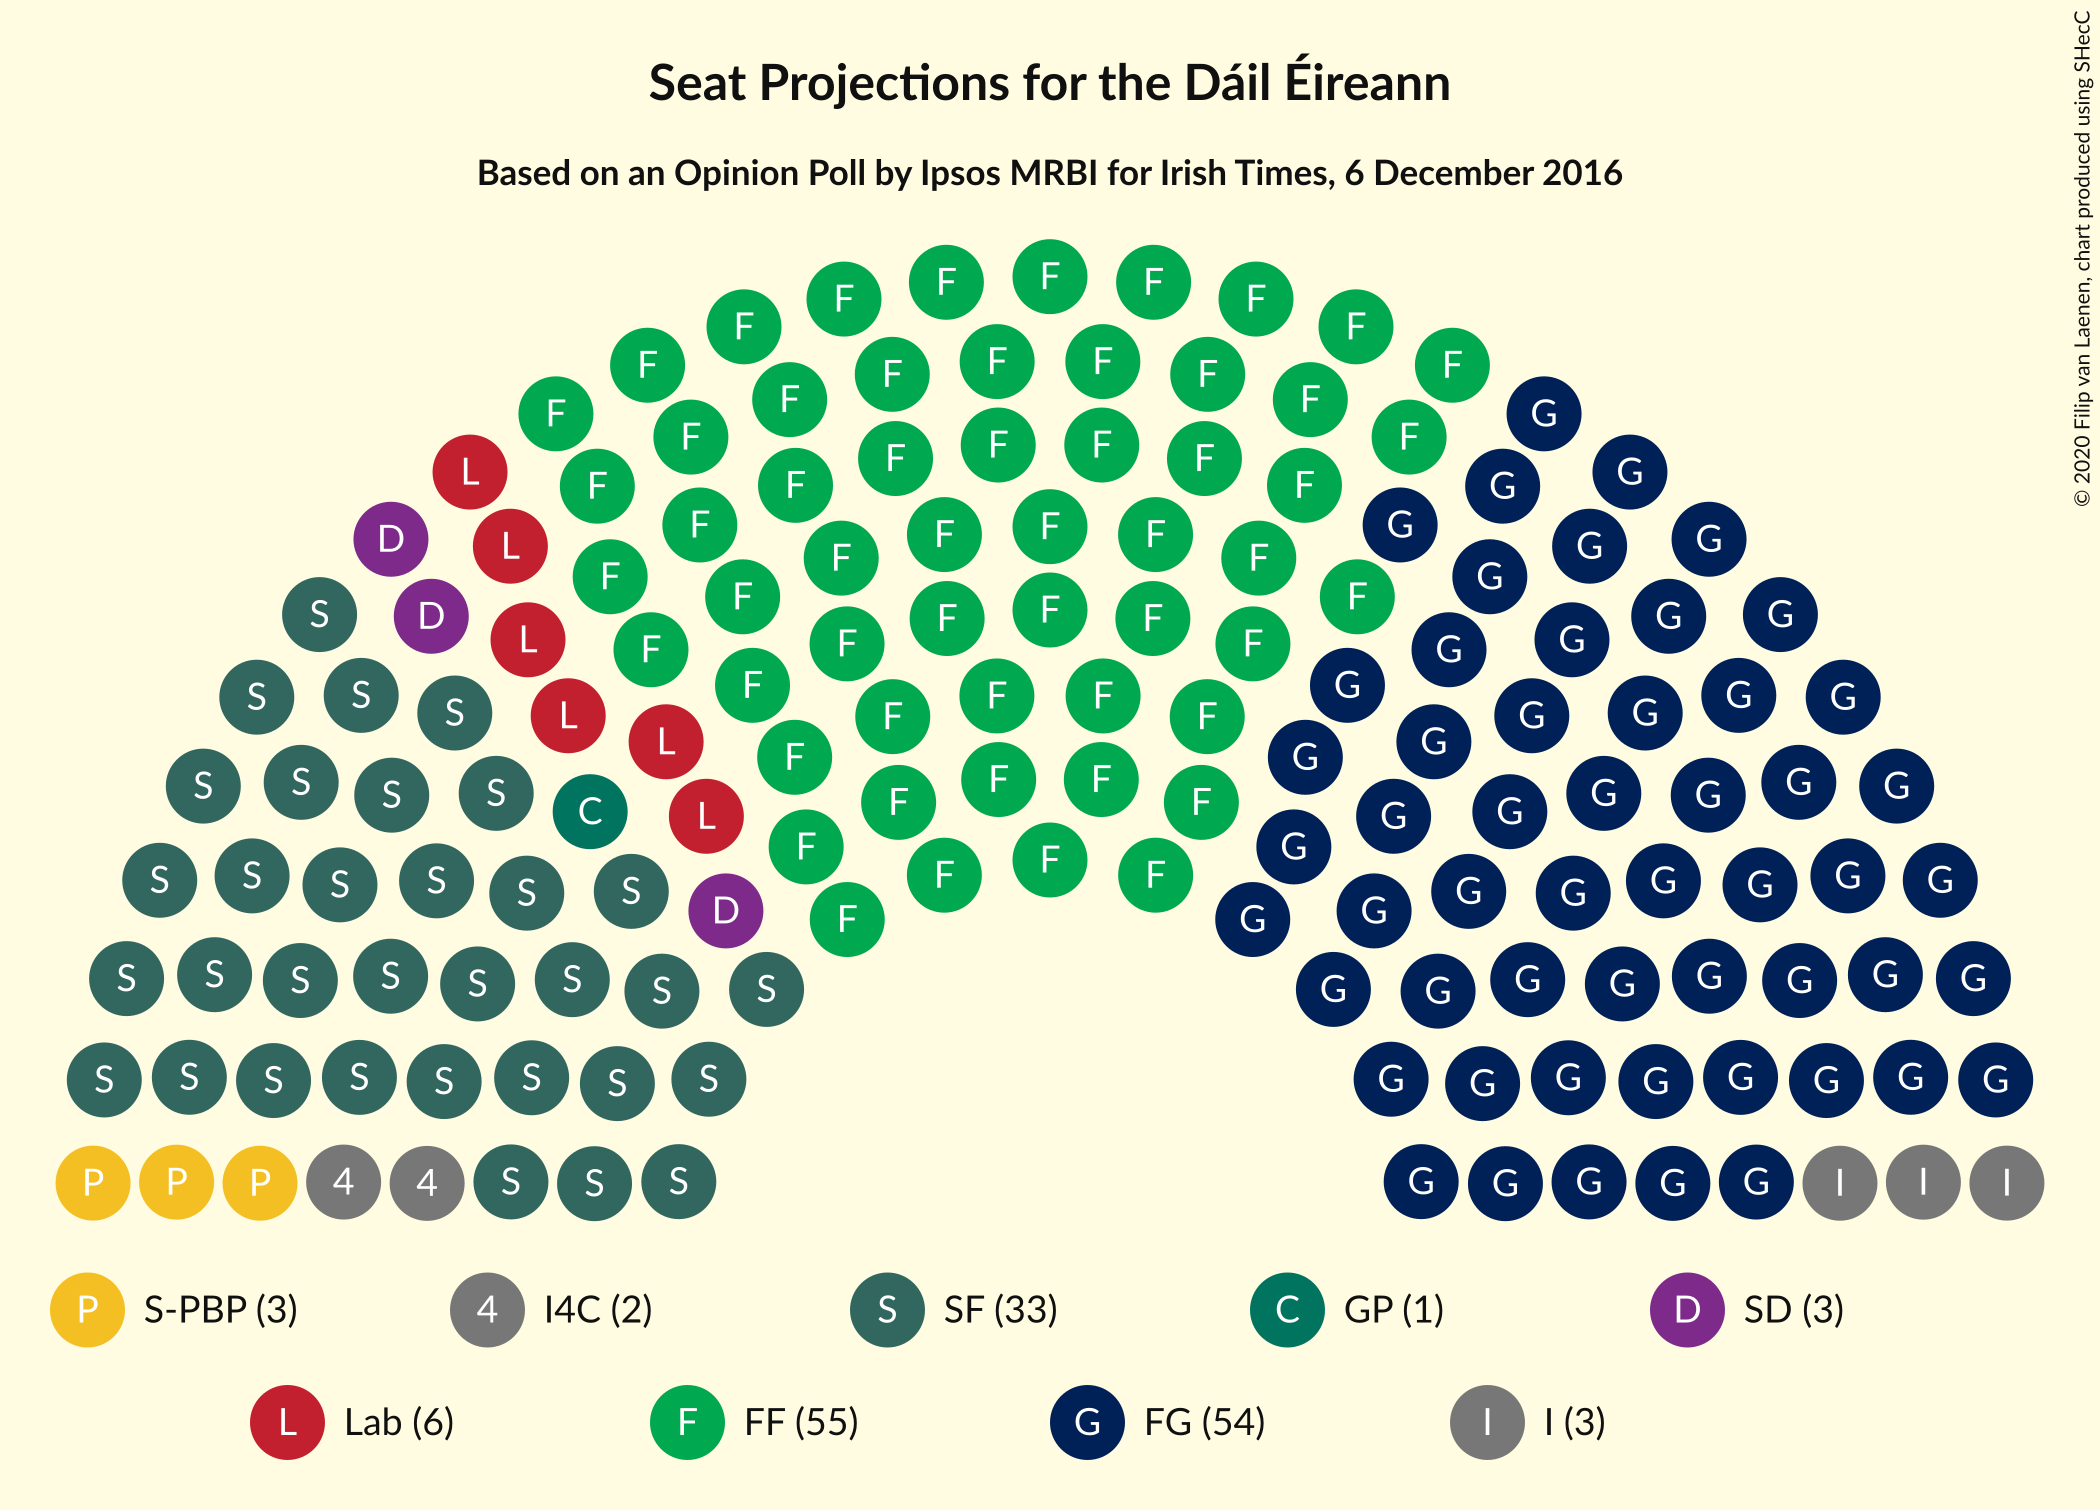 © 2020 Filip van Laenen, chart produced using SHecC
Seat Projections for the Dáil Éireann
Based on an Opinion Poll by Ipsos MRBI for Irish Times, 6 December 2016
F F F F F
F F F F F F F F
F F F F F F F G
L F F F F F G G
D L F F F F F F G G G
S D F F F F F F G G G
L F F F G G
S S S L F F F F F G G G G G
L F G G
S S S S C L F F F F G G G G G G
S S S S S S F F F F G G G G G G G
D F G G
S S S S S S S S G G G G G G G G
S S S S S S S S G G G G G G G G
P P P 4 4 S S S G G G G G I I I
P S-PBP (3) 4 I4C (2) S SF (33) C GP (1) D SD (3)
L Lab (6) F FF (55) G FG (54) I I (3)